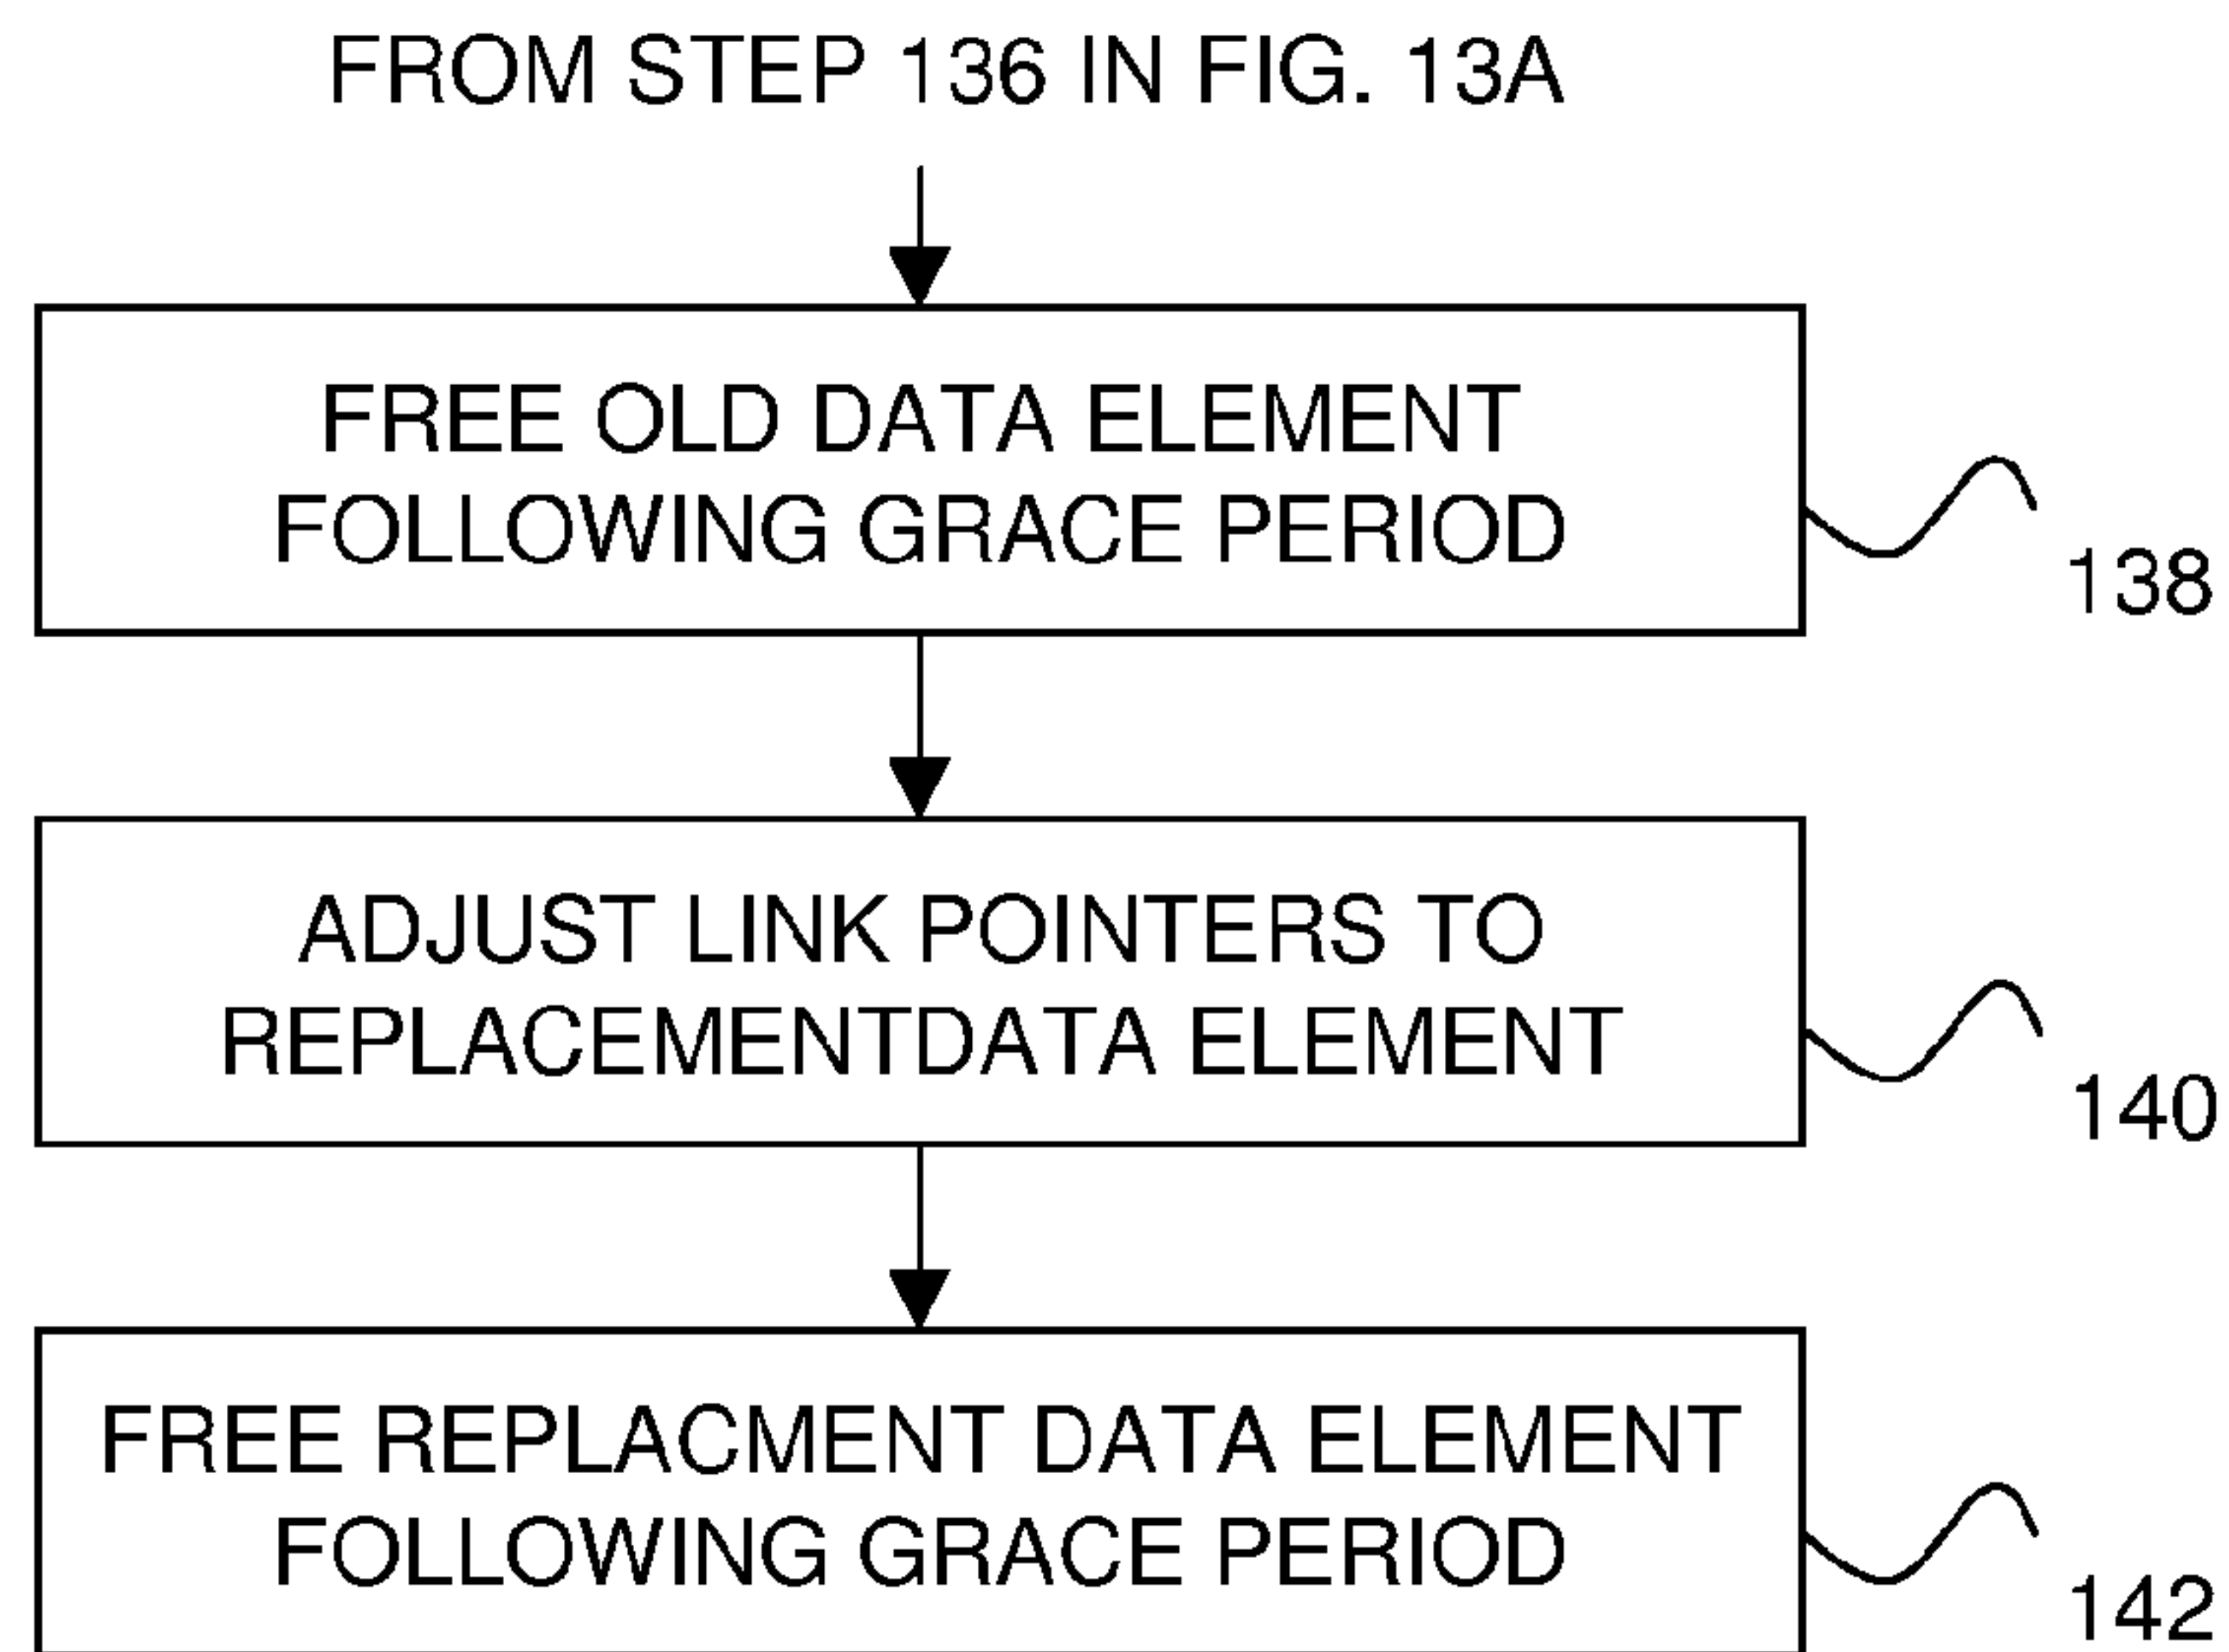 FROM STEP 136 IN FIG. 13A
FREE OLD DATA ELEMENT
FOLLOWING GRACE PERIOD
138
ADJUST LINK POINTERS TO
REPLACEMENTDATA ELEMENT
140
FREE REPLACMENT DATA ELEMENT
FOLLOWING GRACE PERIOD
142